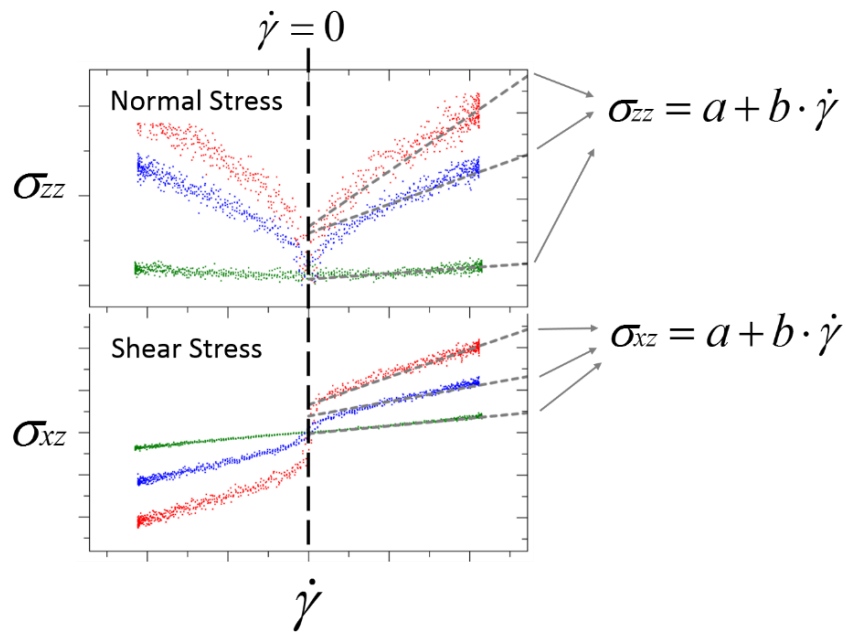 γ̇ = 0
Normal Stress
σzz
σzz = a + b · γ̇
Shear Stress
σxz
σxz = a + b · γ̇
γ̇